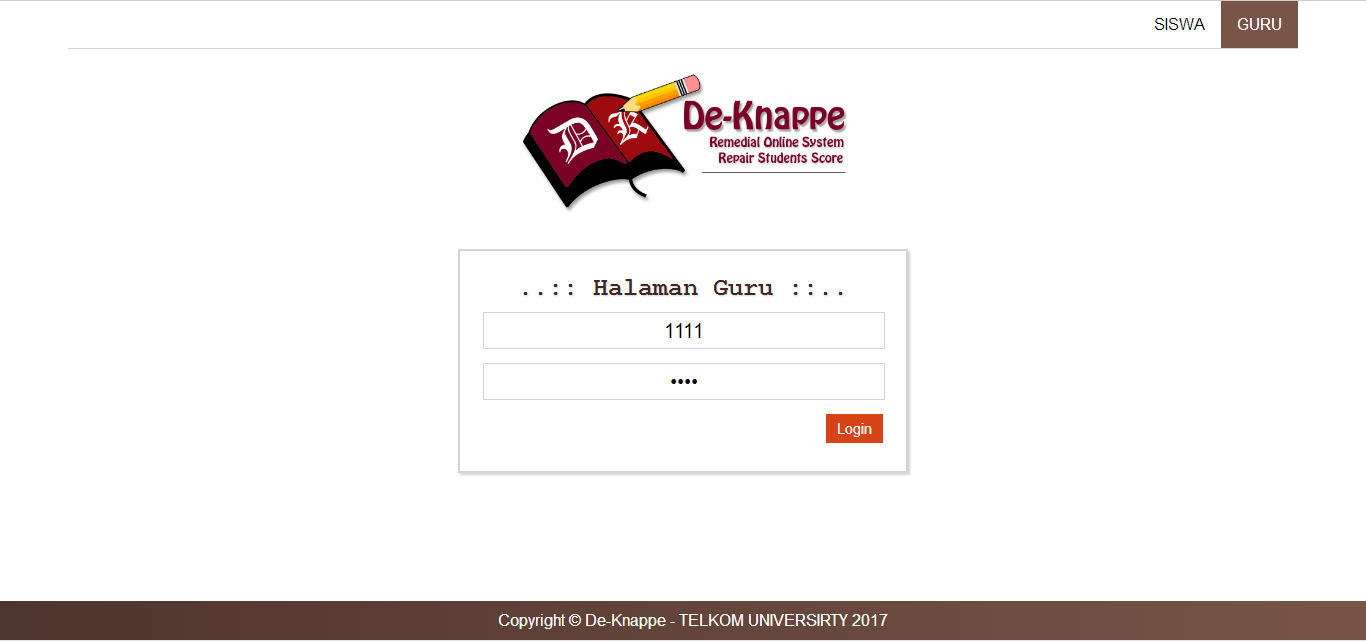 SISWA GURU
D K
De-Knappe
Remedial Online System
Repair Students Score
..:: Halaman Guru ::..
1111
••••
Login
Copyright © De-Knappe - TELKOM UNIVERSIRTY 2017